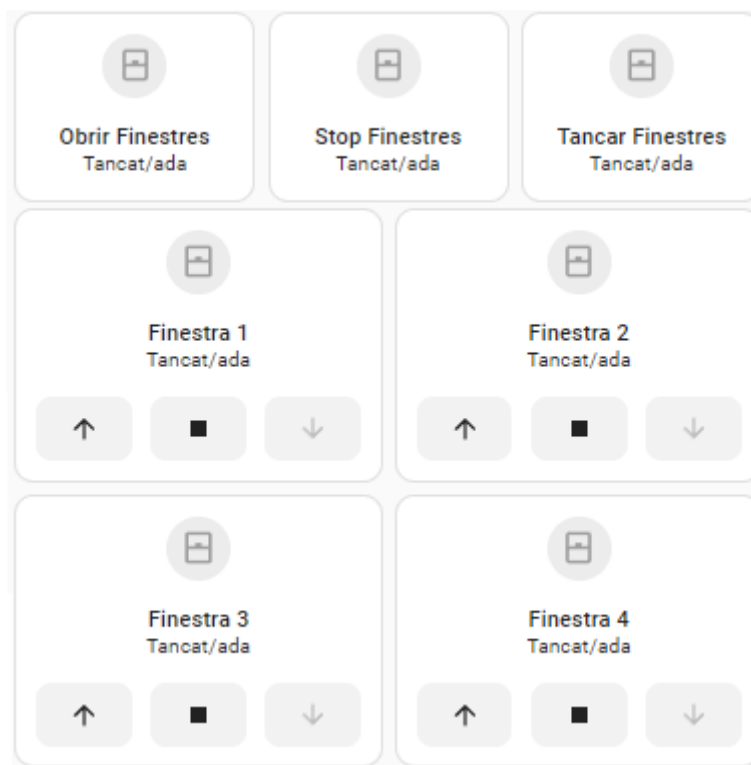 Obrir Finestres
Tancat/ada
Stop Finestres
Tancat/ada
Tancar Finestres
Tancat/ada
Finestra 1
Tancat/ada
Finestra 2
Tancat/ada
Finestra 3
Tancat/ada
Finestra 4
Tancat/ada